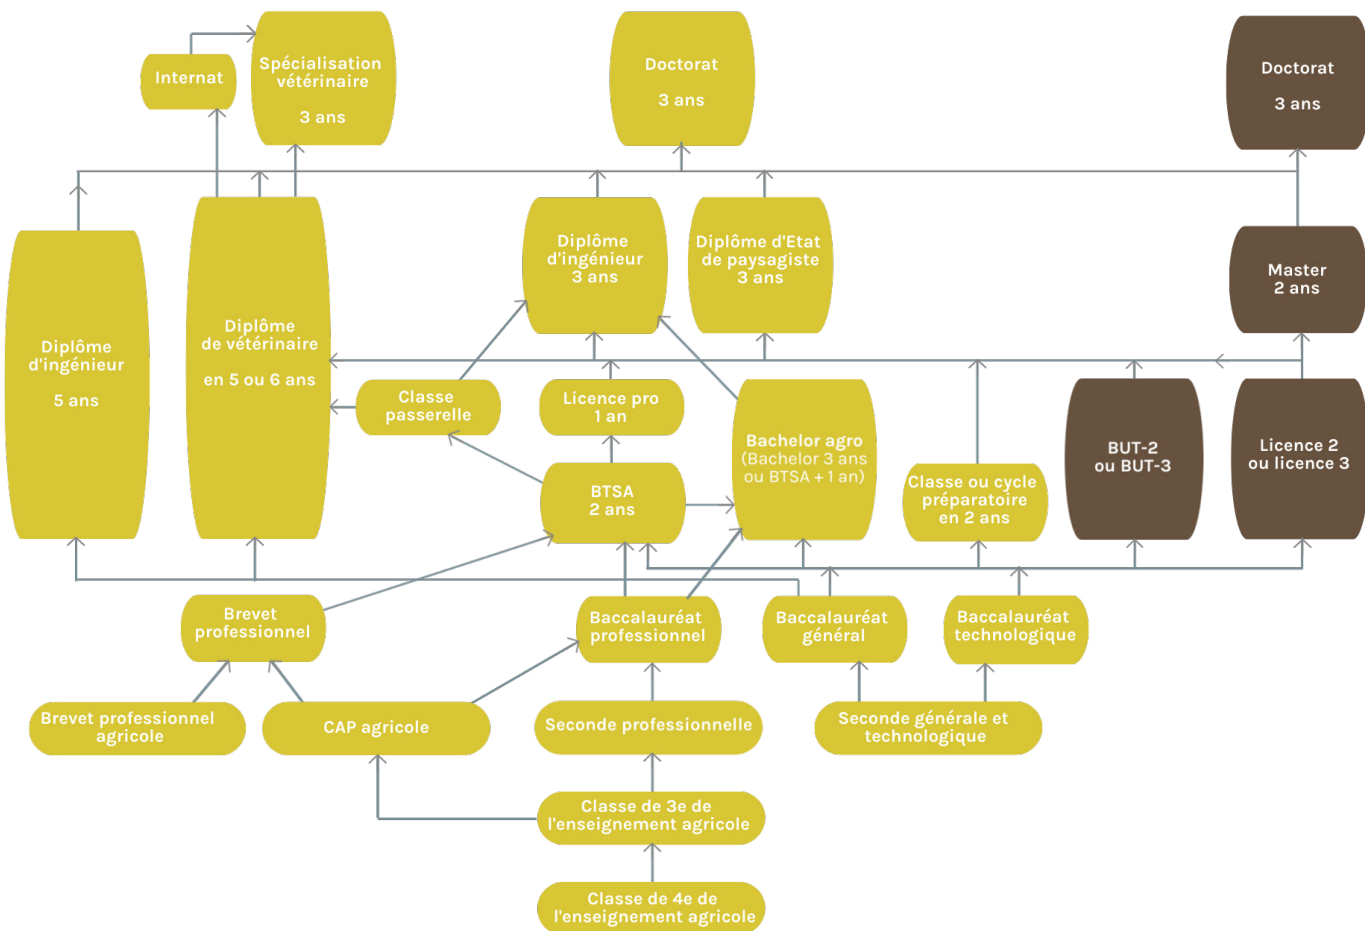 Internat
Spécialisation
vétérinaire
3 ans
Doctorat
3 ans
Doctorat
3 ans
Diplôme
d'ingénieur
5 ans
Diplôme
de vétérinaire
en 5 ou 6 ans
Diplôme
d'ingénieur
3 ans
Diplôme d'Etat
de paysagiste
3 ans
Master
2 ans
Classe
passerelle
Licence pro
1 an
Bachelor agro
(Bachelor 3 ans
ou BTSA + 1 an)
BTSA
2 ans
Classe ou cycle
préparatoire
en 2 ans
BUT-2
ou BUT-3
Licence 2
ou licence 3
Brevet
professionnel
Baccalauréat
professionnel
Baccalauréat
général
Baccalauréat
technologique
Brevet professionnel
agricole
CAP agricole
Seconde professionnelle
Seconde générale et
technologique
Classe de 3e de
l'enseignement agricole
Classe de 4e de
l'enseignement agricole